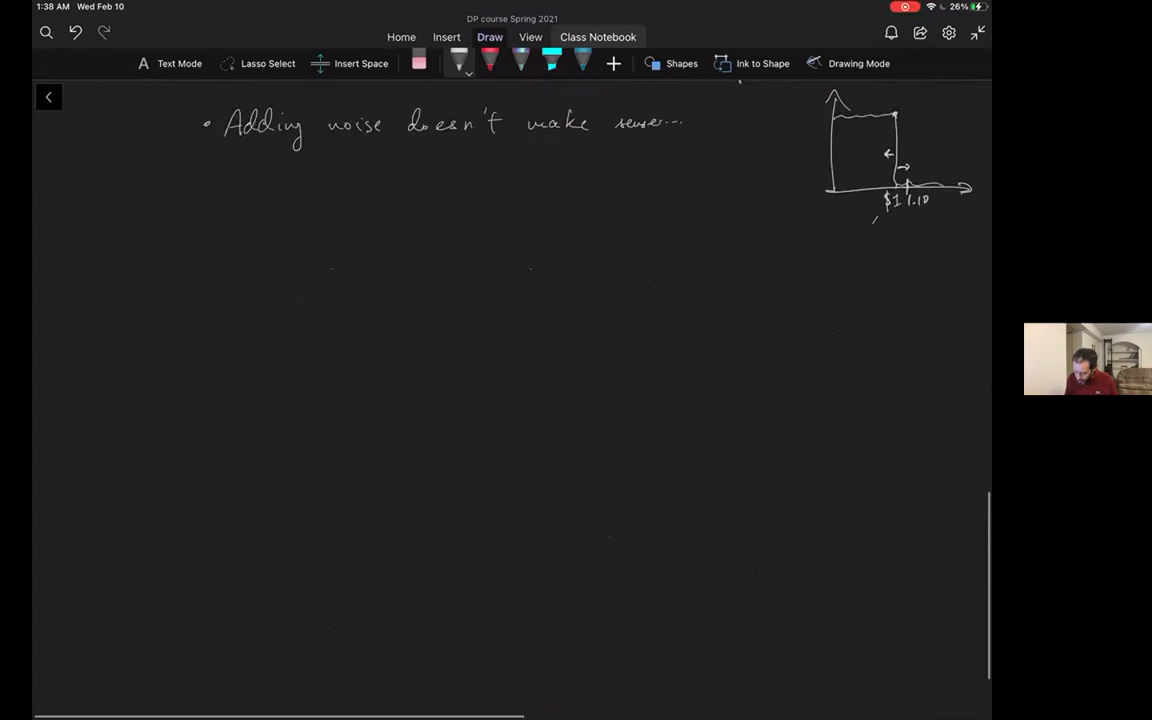 1:38 AM Wed Feb 10
26%
DP course Spring 2021
Home Insert Draw View Class Notebook
A Text Mode Lasso Select Insert Space Shapes Ink to Shape Drawing Mode
• Adding noise doesn't make sense...
$1 1.10